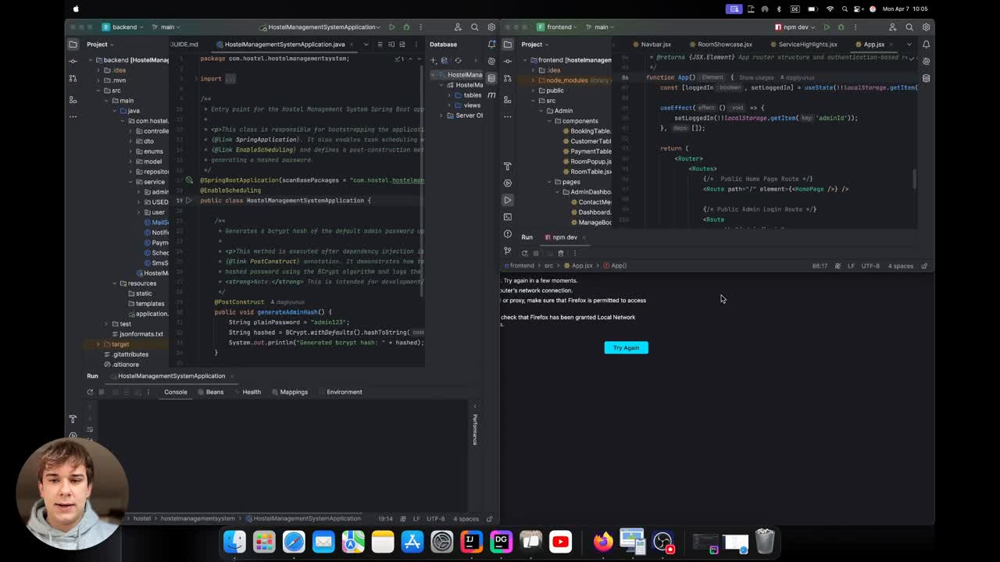 DE
Mon Apr 7 10:05
backend
main
HostelManagementSystemApplication
Project
UIDE.md
HostelManagementSystemApplication.java
Database
backend [HostelManag
.idea
.mvn
src
main
java
com.hostel.
controlle
dto
enums
model
reposito
service
admin
USED
user
MailSe
Notific
Payme
Sched
SmsS
HostelM
resources
static
templates
application.
test
jsonformats.txt
target
.gitattributes
.gitignore
package com.hostel.hostelmanagementsystem;
import ...
/**
* Entry point for the Hostel Management System Spring Boot app
*
* <p>This class is responsible for bootstrapping the applicati
* {@link SpringApplication}. It also enables task scheduling w
* {@link EnableScheduling} and defines a post-construction met
* generating a hashed password.
*/
@SpringBootApplication(scanBasePackages = "com.hostel.hostelman
@EnableScheduling
19 public class HostelManagementSystemApplication {
/**
* Generates a bcrypt hash of the default admin password up
*
* <p>This method is executed after dependency injection is
* {@link PostConstruct} annotation. It demonstrates how to
* hashed password using the BCrypt algorithm and logs the
* <strong>Note:</strong> This is intended for development/
*/
@PostConstruct dagliyunus
public void generateAdminHash() {
String plainPassword = "admin123";
String hashed = BCrypt.withDefaults().hashToString( cost
System.out.println("Generated bcrypt hash: " + hashed);
}
HostelMana
HostelMa
tables
views
Server Ob
Run
HostelManagementSystemApplication
Console
Beans
Health
Mappings
Environment
Performance
hostel
hostelmanagementsystem
HostelManagementSystemApplication
19:14
LF
UTF-8
4 spaces
frontend
main
npm dev
Project
Navbar.jsx
RoomShowcase.jsx
ServiceHighlights.jsx
App.jsx
frontend [hostelmanagem
.idea
node_modules library
public
src
Admin
components
BookingTable.
CustomerTabl
PaymentTable
RoomPopup.js
RoomTable.jsx
pages
AdminDashboa
ContactMes
Dashboard.
ManageBoo
* @returns {JSX.Element} App router structure and authentication-based r
*/
86 function App() Element { Show usages dagliyunus
const [loggedIn boolean , setLoggedIn] = useState(!!localStorage.getItem(
useEffect( effect () void => {
setLoggedIn(!!localStorage.getItem( key: 'adminId'));
}, deps: []);
return (
<Router>
<Routes>
{/* Public Home Page Route */}
<Route path="/" element={<HomePage />} />
{/* Public Admin Login Route */}
<Route
Run
npm dev
frontend
src
App.jsx
App()
86:17
LF
UTF-8
4 spaces
. Try again in a few moments.
puter's network connection.
l or proxy, make sure that Firefox is permitted to access
check that Firefox has been granted Local Network
s.
Try Again
IJ
DG